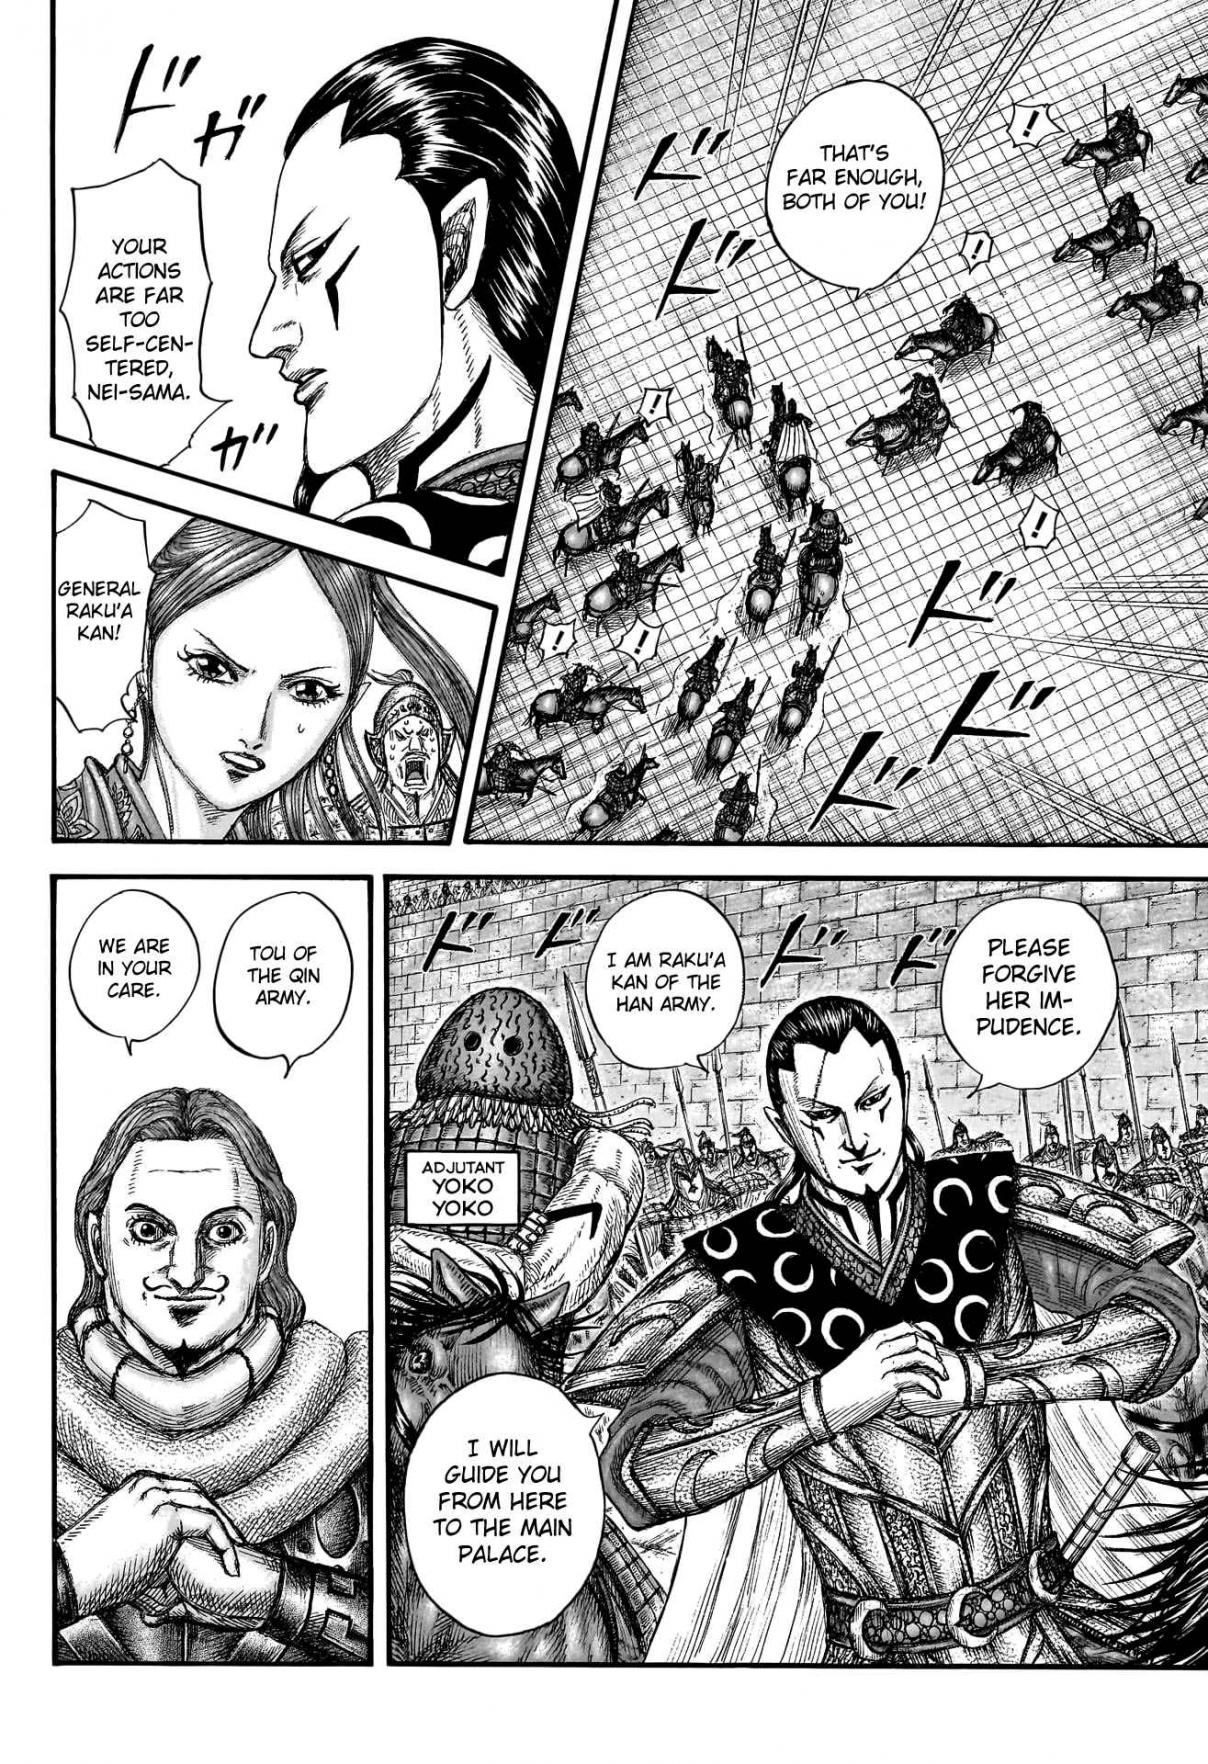 THAT'S
FAR ENOUGH,
BOTH OF YOU!
!
!
!
!
!
!
ド
ド
ド
ド
ド
ド
ド
ガ
YOUR
ACTIONS
ARE FAR
TOO
SELF-CEN-
TERED,
NEI-SAMA.
ガ
GENERAL
RAKU'A
KAN!
PLEASE
FORGIVE
HER IM-
PUDENCE.
I AM RAKU'A
KAN OF THE
HAN ARMY.
ド
ド
ド
ド
ADJUTANT
YOKO
YOKO
I WILL
GUIDE YOU
FROM HERE
TO THE MAIN
PALACE.
TOU OF
THE QIN
ARMY.
WE ARE
IN YOUR
CARE.